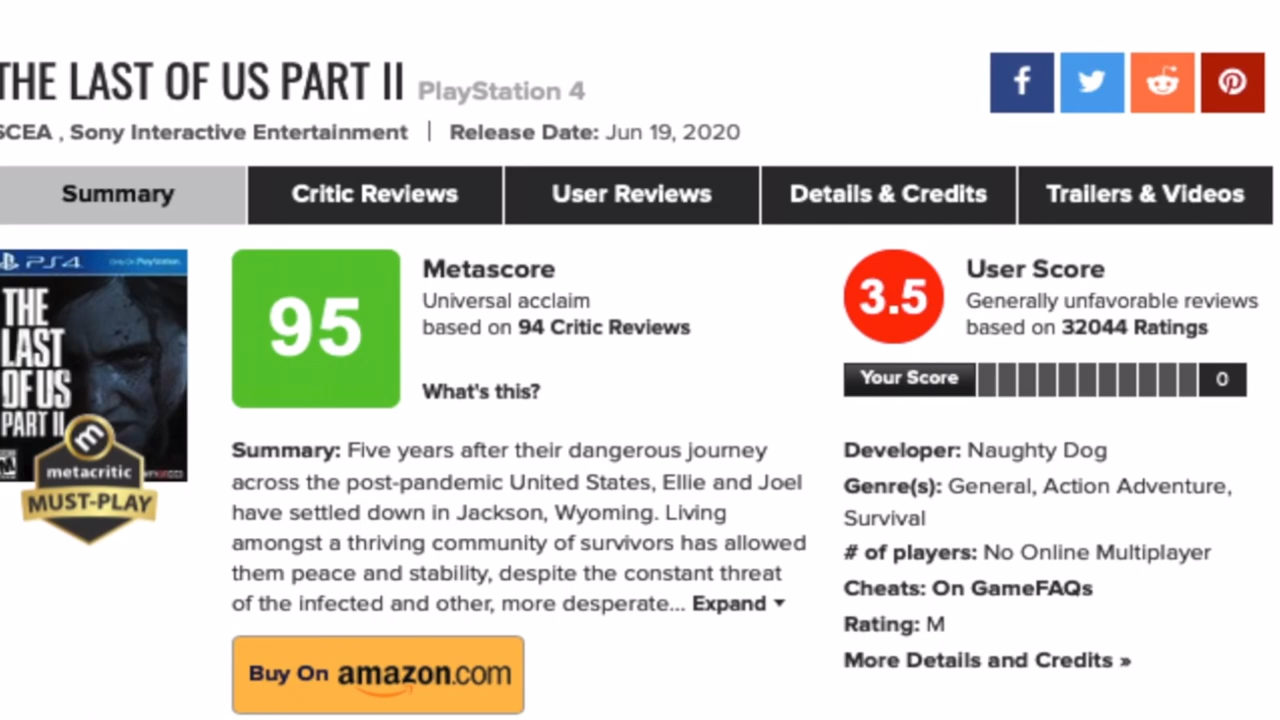 THE LAST OF US PART II PlayStation 4
SCEA , Sony Interactive Entertainment | Release Date: Jun 19, 2020
Summary Critic Reviews User Reviews Details & Credits Trailers & Videos
PS4
THE
LAST
OF US
PART II
metacritic
MUST-PLAY
95
Metascore
Universal acclaim
based on 94 Critic Reviews
What's this?
3.5
User Score
Generally unfavorable reviews
based on 32044 Ratings
Your Score 0
Summary: Five years after their dangerous journey
across the post-pandemic United States, Ellie and Joel
have settled down in Jackson, Wyoming. Living
amongst a thriving community of survivors has allowed
them peace and stability, despite the constant threat
of the infected and other, more desperate... Expand
Buy On amazon.com
Developer: Naughty Dog
Genre(s): General, Action Adventure,
Survival
# of players: No Online Multiplayer
Cheats: On GameFAQs
Rating: M
More Details and Credits »